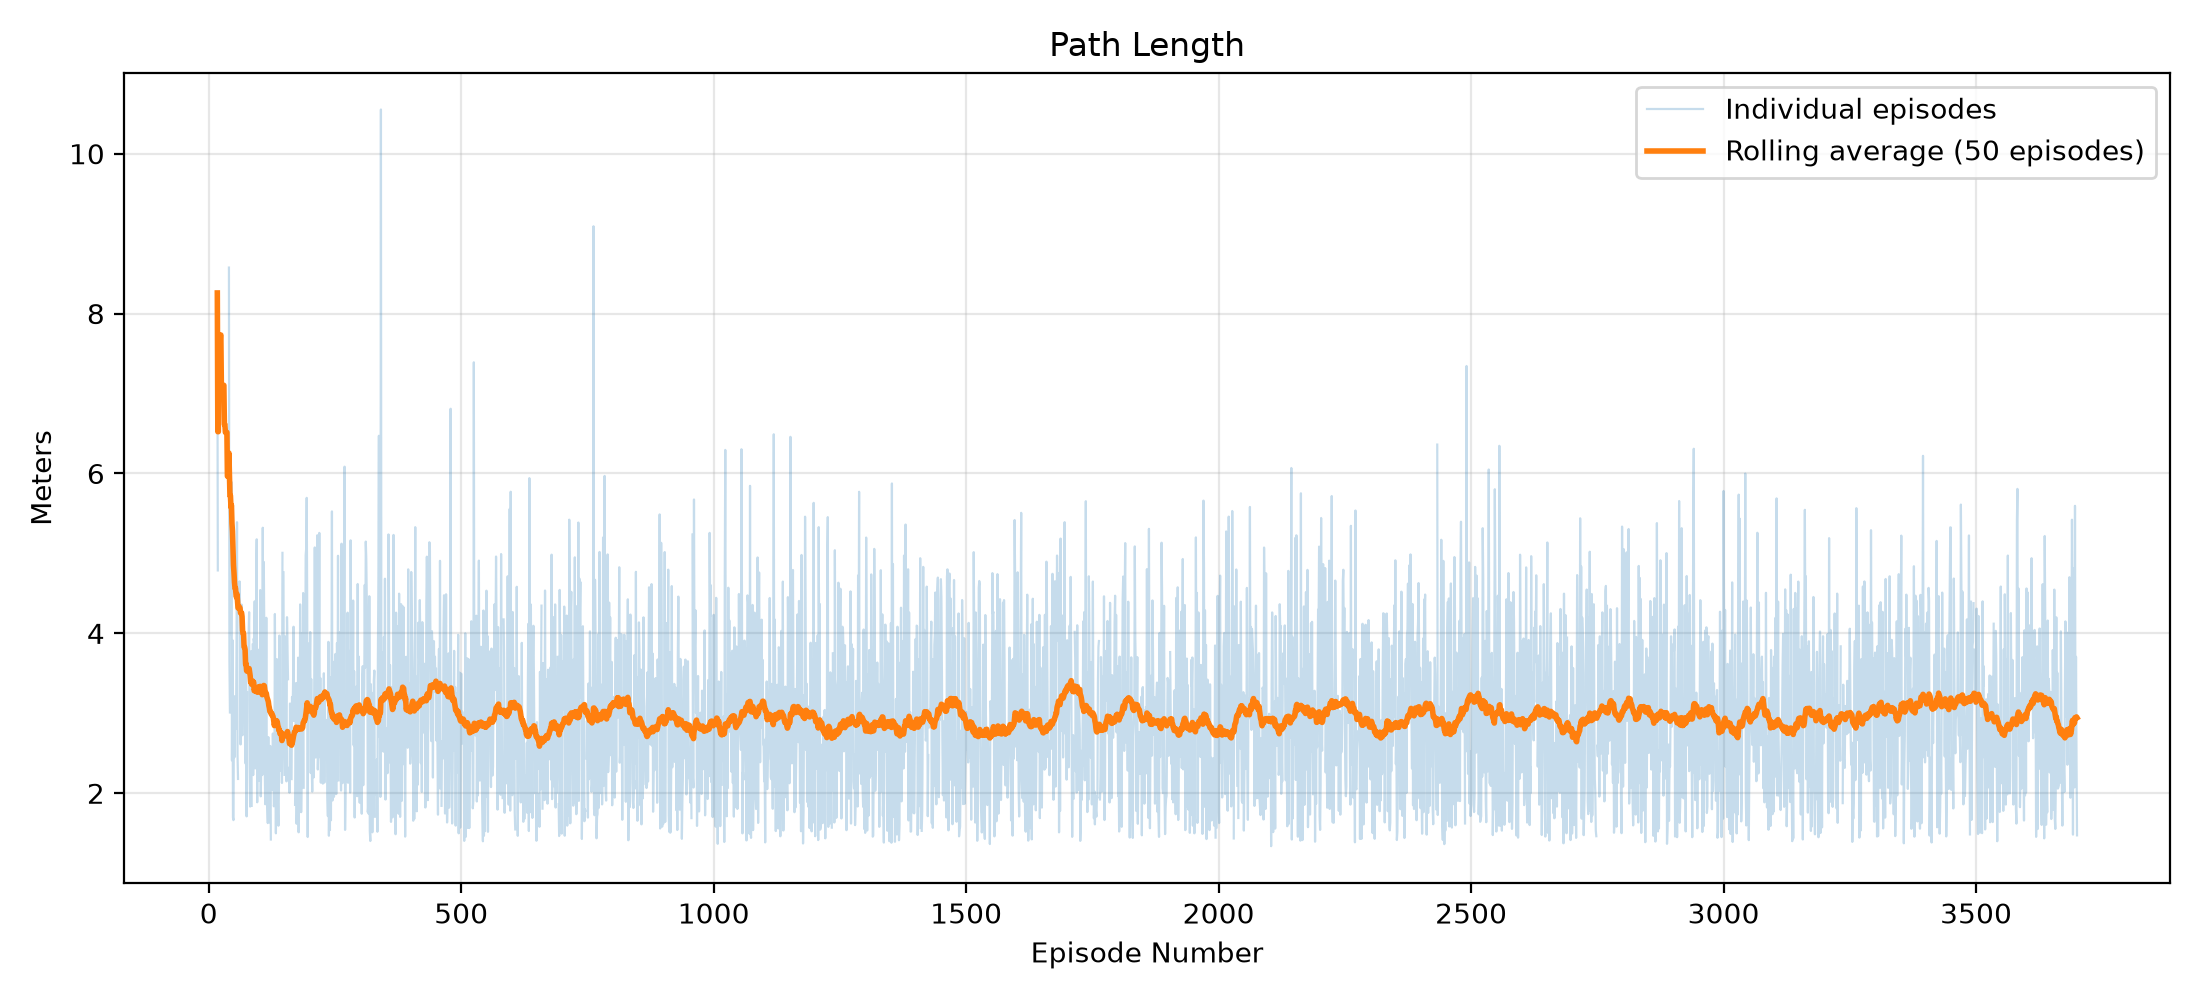 Path Length
Individual episodes
Rolling average (50 episodes)
10
8
6
4
2
Meters
0 500 1000 1500 2000 2500 3000 3500
Episode Number